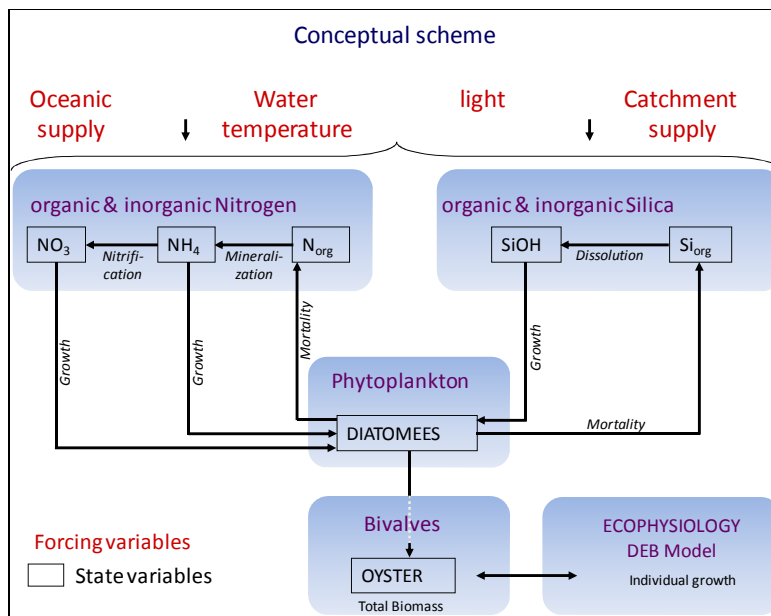 Conceptual scheme
Oceanic
supply
Water
temperature
light
Catchment
supply
organic & inorganic Nitrogen
NO₃
NH₄
N_org
Nitrifi-
cation
Minerali-
zation
organic & inorganic Silica
SiOH
Si_org
Dissolution
Growth
Growth
Mortality
Growth
Mortality
Phytoplankton
DIATOMEES
Bivalves
OYSTER
Total Biomass
ECOPHYSIOLOGY
DEB Model
Individual growth
Forcing variables
State variables